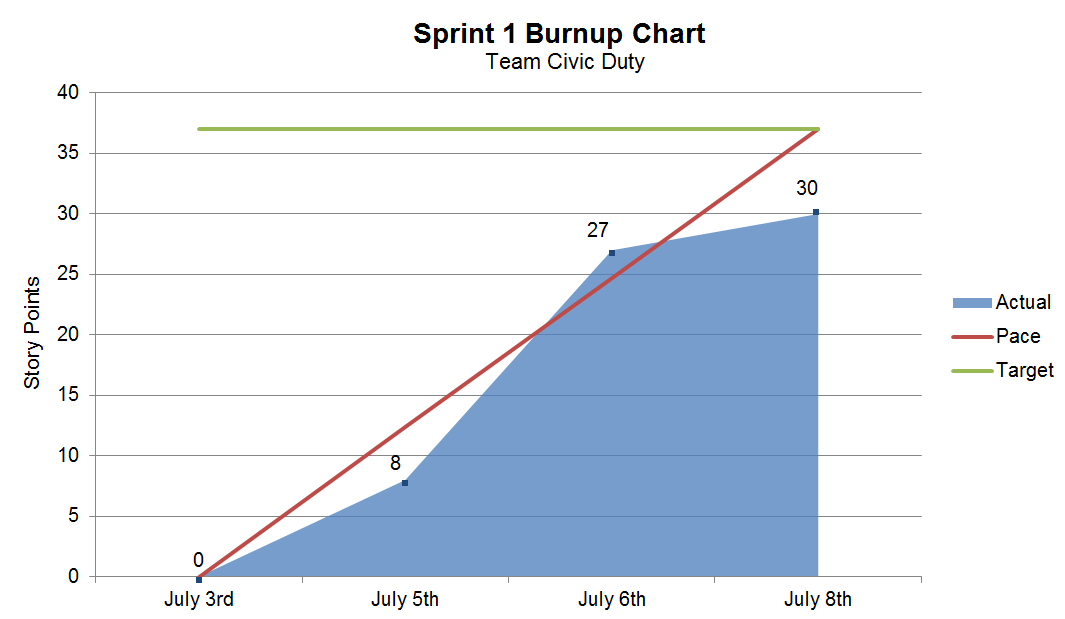 Sprint 1 Burnup Chart
Team Civic Duty
40
35
30
25
20
15
10
5
0
Story Points
0
8
27
30
July 3rd
July 5th
July 6th
July 8th
Actual
Pace
Target